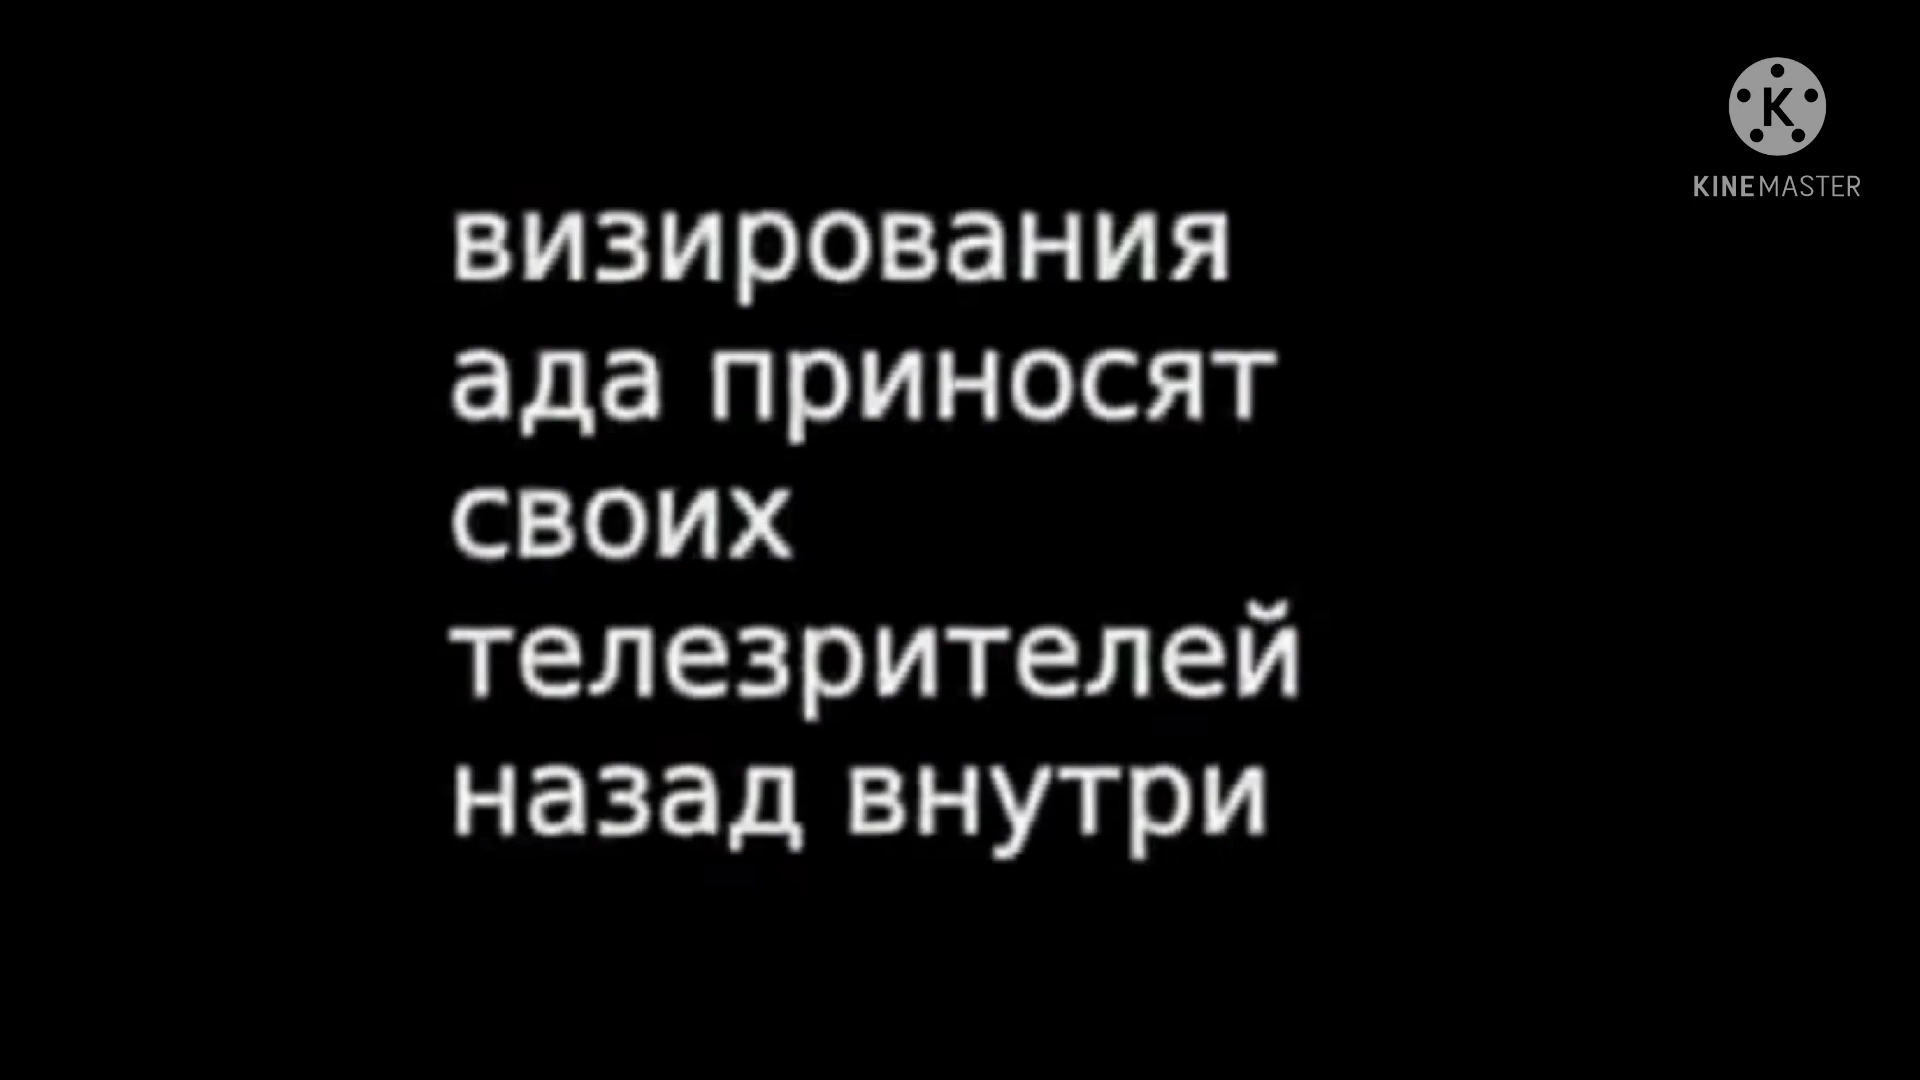 KINEMASTER
визирования
ада приносят
своих
телезрителей
назад внутри